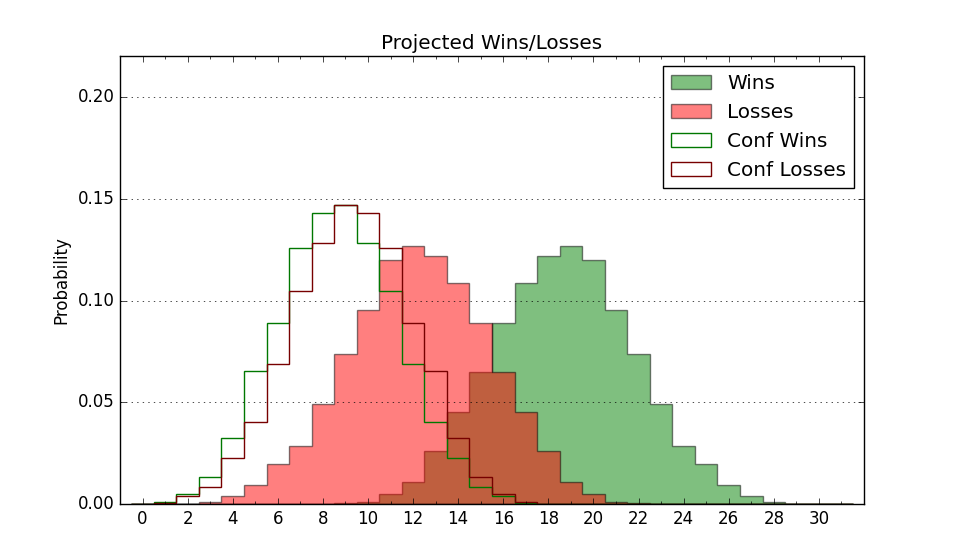 Projected Wins/Losses
Wins
Losses
Conf Wins
Conf Losses
Probability
0.20
0.15
0.10
0.05
0.00
0 2 4 6 8 10 12 14 16 18 20 22 24 26 28 30